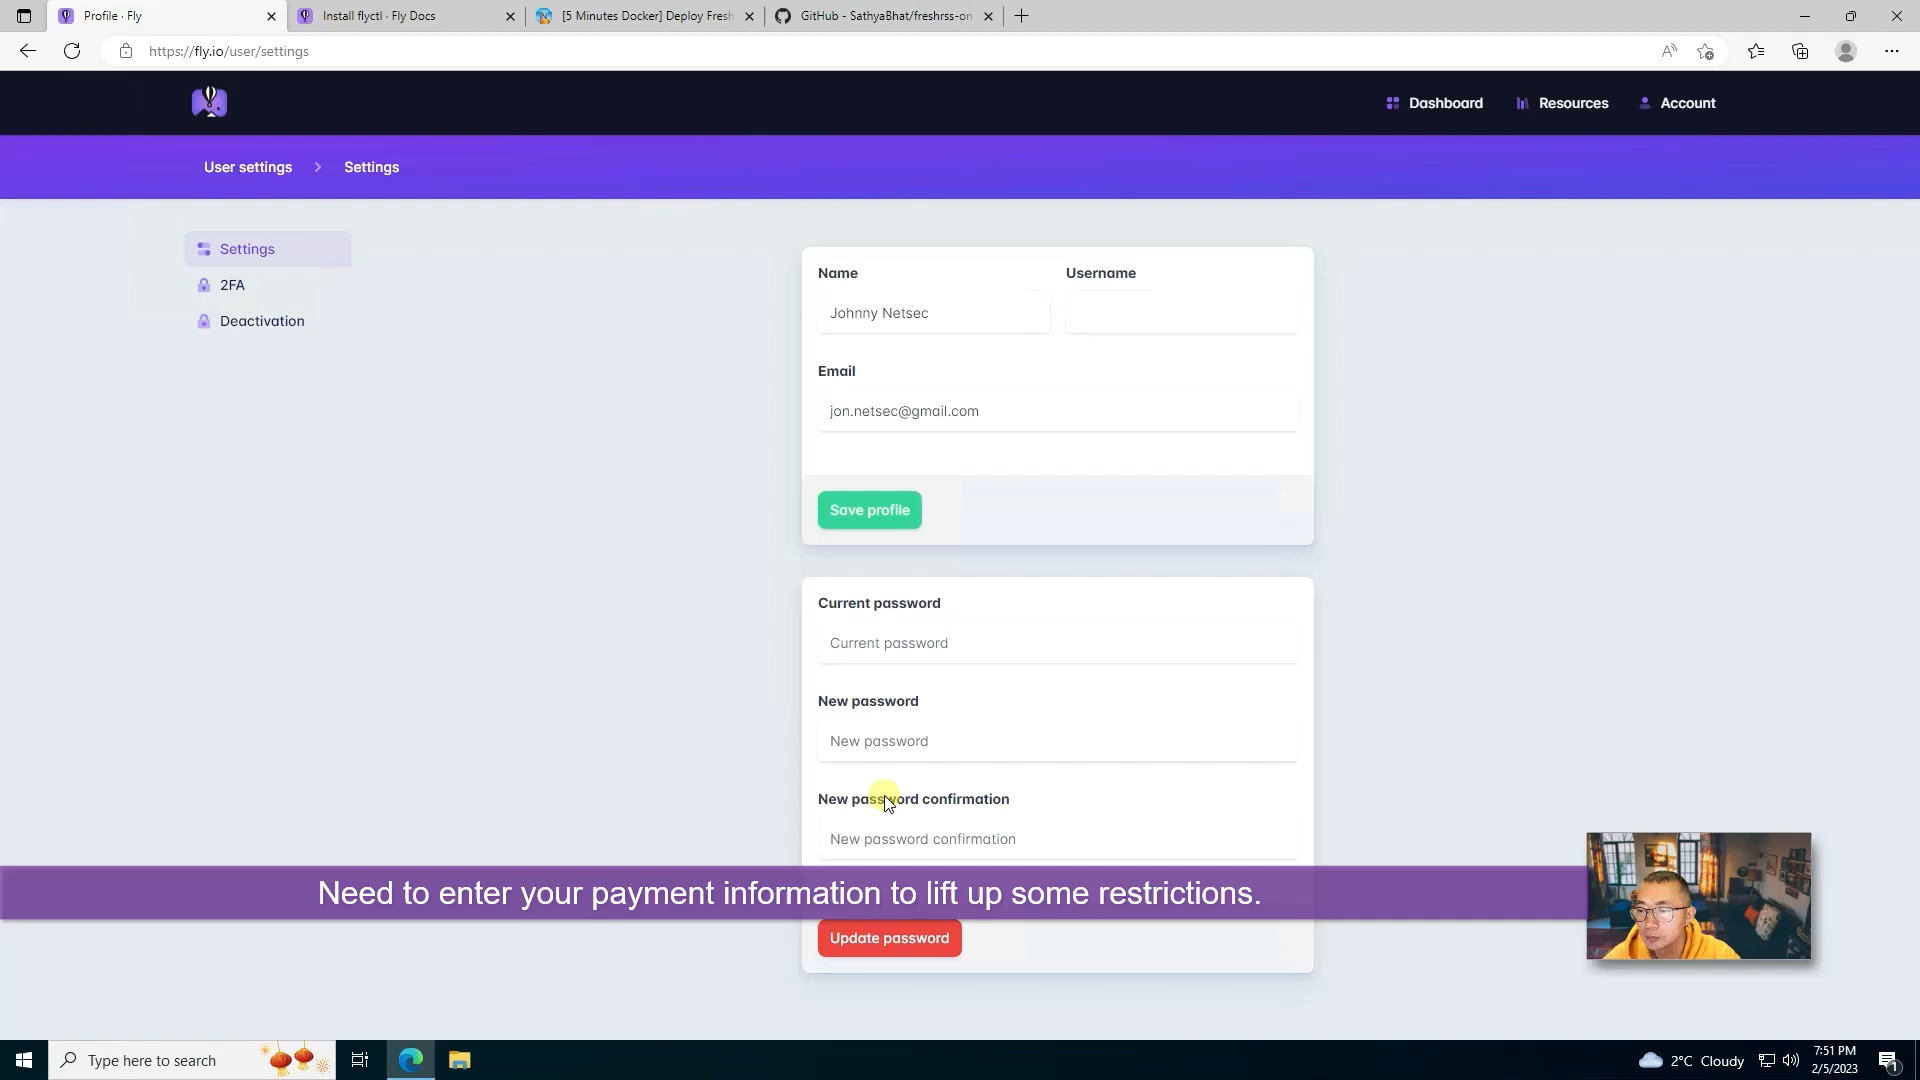 Profile · Fly
Install flyctl · Fly Docs
[5 Minutes Docker] Deploy Fresh
GitHub - SathyaBhat/freshrss-on
https://fly.io/user/settings
Dashboard
Resources
Account
User settings
Settings
Settings
2FA
Deactivation
Name
Username
Johnny Netsec
Email
jon.netsec@gmail.com
Save profile
Current password
Current password
New password
New password
New password confirmation
New password confirmation
Need to enter your payment information to lift up some restrictions.
Update password
Type here to search
2°C Cloudy
7:51 PM
2/5/2023
1